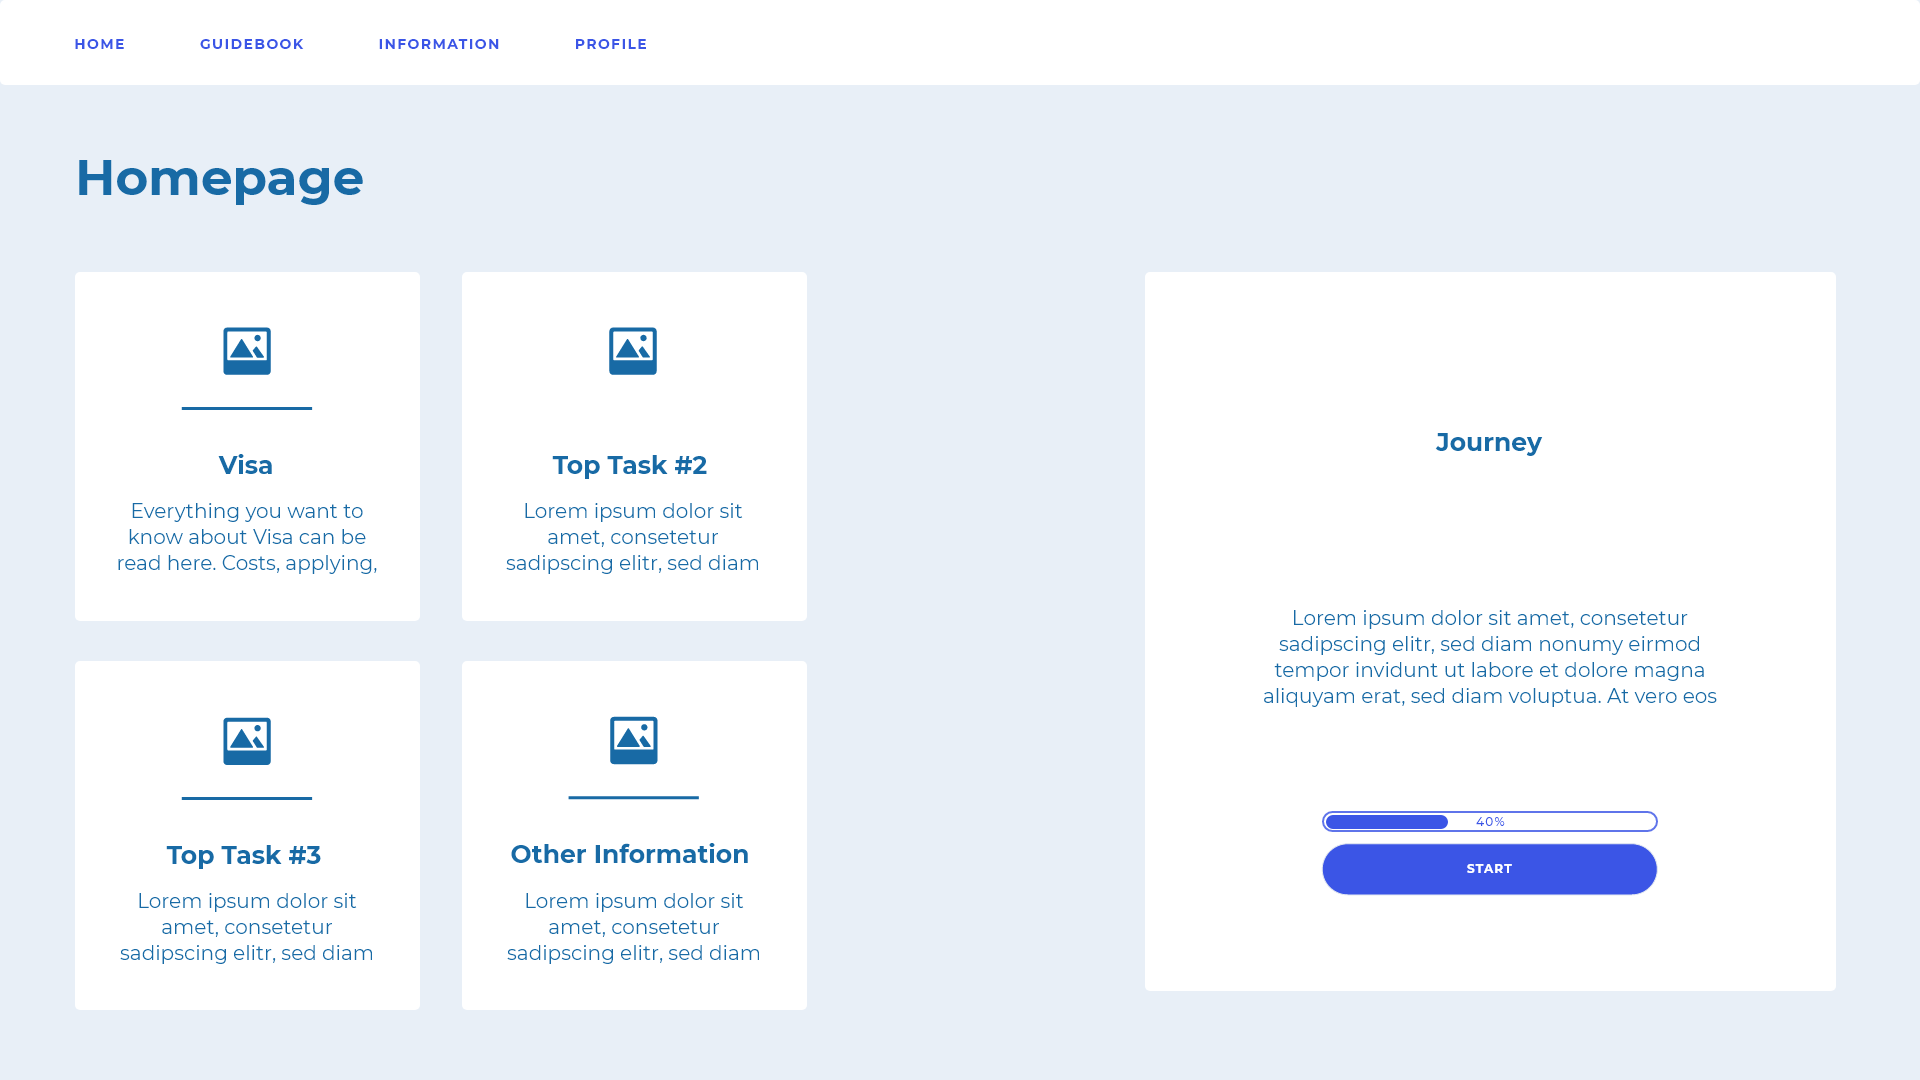 HOME GUIDEBOOK INFORMATION PROFILE
Homepage
Visa
Everything you want to
know about Visa can be
read here. Costs, applying,
Top Task #2
Lorem ipsum dolor sit
amet, consetetur
sadipscing elitr, sed diam
Top Task #3
Lorem ipsum dolor sit
amet, consetetur
sadipscing elitr, sed diam
Other Information
Lorem ipsum dolor sit
amet, consetetur
sadipscing elitr, sed diam
Journey
Lorem ipsum dolor sit amet, consetetur
sadipscing elitr, sed diam nonumy eirmod
tempor invidunt ut labore et dolore magna
aliquyam erat, sed diam voluptua. At vero eos
40%
START